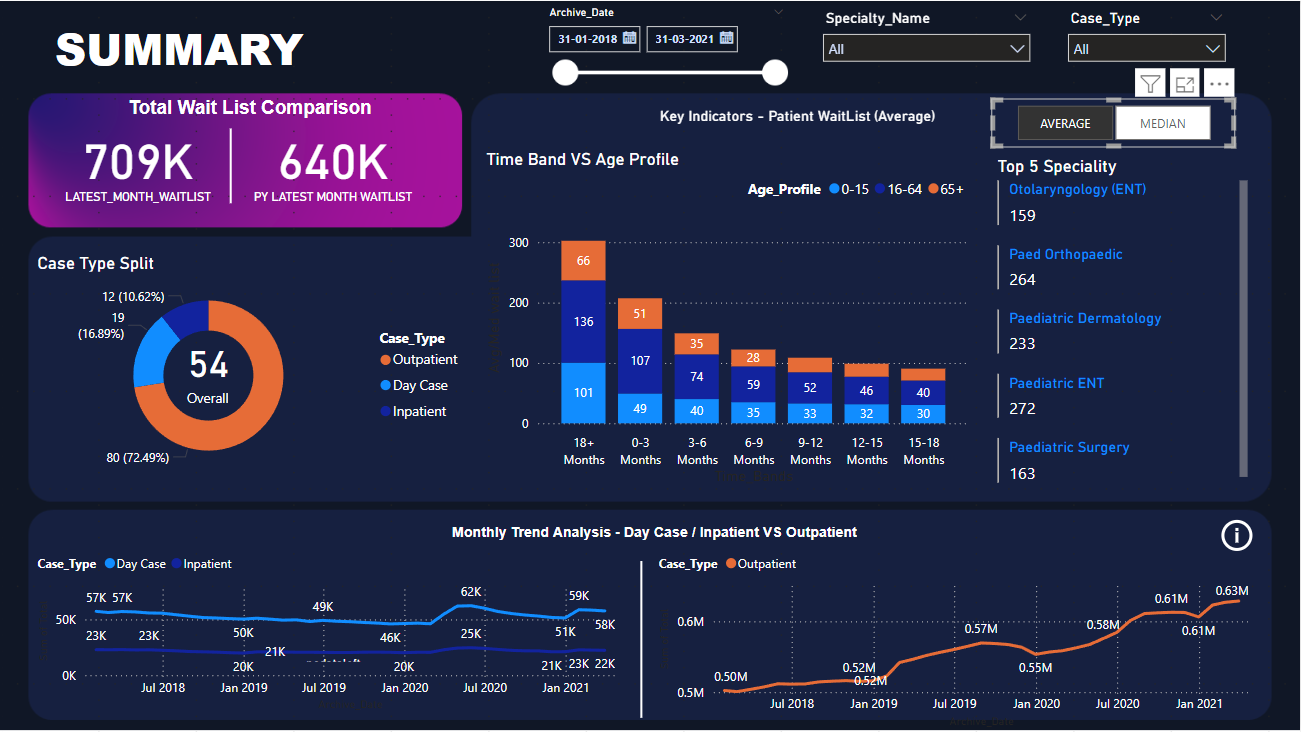 SUMMARY
Archive_Date
31-01-2018
31-03-2021
Specialty_Name
All
Case_Type
All
Total Wait List Comparison
709K
LATEST_MONTH_WAITLIST
640K
PY LATEST MONTH WAITLIST
Key Indicators - Patient WaitList (Average)
AVERAGE
MEDIAN
Time Band VS Age Profile
Age_Profile 0-15 16-64 65+
300
200
100
0
66
136
101
51
107
49
35
74
40
28
59
35
52
33
46
32
40
30
18+
Months
0-3
Months
3-6
Months
6-9
Months
9-12
Months
12-15
Months
15-18
Months
Top 5 Speciality
Otolaryngology (ENT)
159
Paed Orthopaedic
264
Paediatric Dermatology
233
Paediatric ENT
272
Paediatric Surgery
163
Case Type Split
12 (10.62%)
19
(16.89%)
54
Overall
80 (72.49%)
Case_Type
Outpatient
Day Case
Inpatient
Monthly Trend Analysis - Day Case / Inpatient VS Outpatient
i
Case_Type Day Case Inpatient
50K
0K
57K 57K
50K
49K
46K
62K
51K
59K
58K
23K
23K
20K
21K
20K
25K
21K 23K 22K
Jul 2018
Jan 2019
Jul 2019
Jan 2020
Jul 2020
Jan 2021
Case_Type Outpatient
0.6M
0.5M
0.50M
0.52M
0.52M
0.57M
0.55M
0.58M
0.61M
0.61M
0.63M
Jul 2018
Jan 2019
Jul 2019
Jan 2020
Jul 2020
Jan 2021
Archive_Date